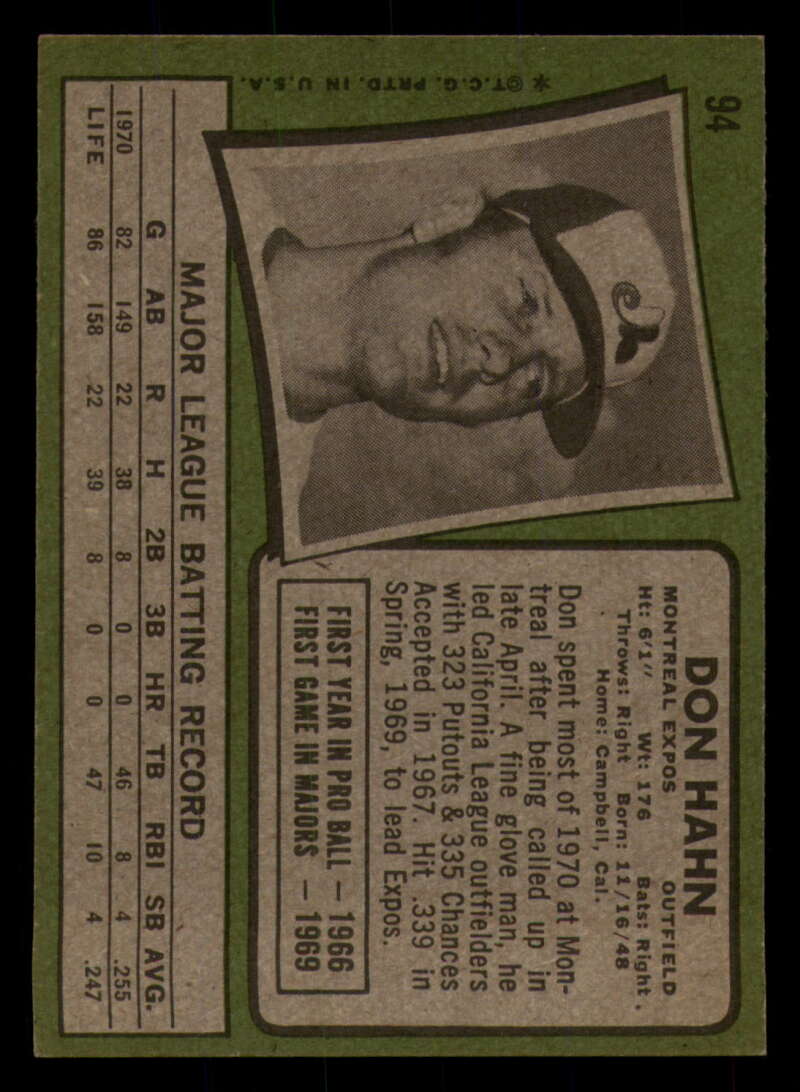 94
* ©T.C.G. PRTD. IN U.S.A.
DON HAHN
MONTREAL EXPOS OUTFIELD
Ht: 6'1" Wt: 176 Bats: Right
Throws: Right Born: 11/16/48
Home: Campbell, Cal.
Don spent most of 1970 at Mon-
treal after being called up in
late April. A fine glove man, he
led California League outfielders
with 323 Putouts & 335 Chances
Accepted in 1967. Hit .339 in
Spring, 1969, to lead Expos.
FIRST YEAR IN PRO BALL — 1966
FIRST GAME IN MAJORS — 1969
MAJOR LEAGUE BATTING RECORD
G AB R H 2B 3B HR TB RBI SB AVG.
1970 82 149 22 38 8 0 0 46 8 4 .255
LIFE 86 158 22 39 8 0 0 47 10 4 .247